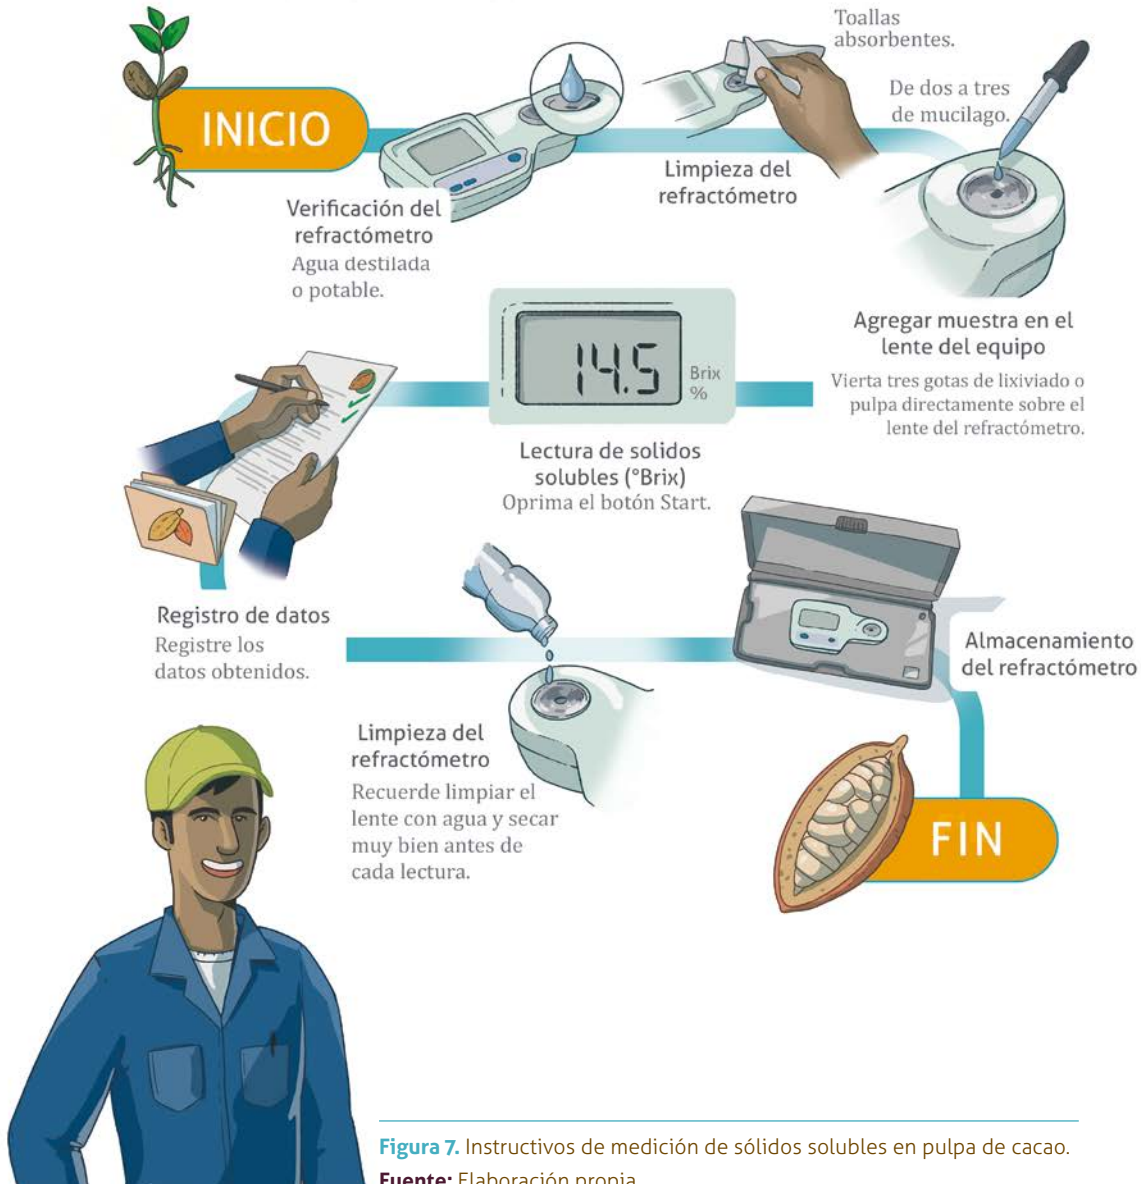 INICIO
Verificación del
refractómetro
Agua destilada
o potable.
Toallas
absorbentes.
Limpieza del
refractómetro
De dos a tres
de mucilago.
Agregar muestra en el
lente del equipo
Vierta tres gotas de lixiviado o
pulpa directamente sobre el
lente del refractómetro.
14.5
Brix
%
Lectura de solidos
solubles (°Brix)
Oprima el botón Start.
Registro de datos
Registre los
datos obtenidos.
Limpieza del
refractómetro
Recuerde limpiar el
lente con agua y secar
muy bien antes de
cada lectura.
Almacenamiento
del refractómetro
FIN
Figura 7. Instructivos de medición de sólidos solubles en pulpa de cacao.
Fuente: Elaboración propia